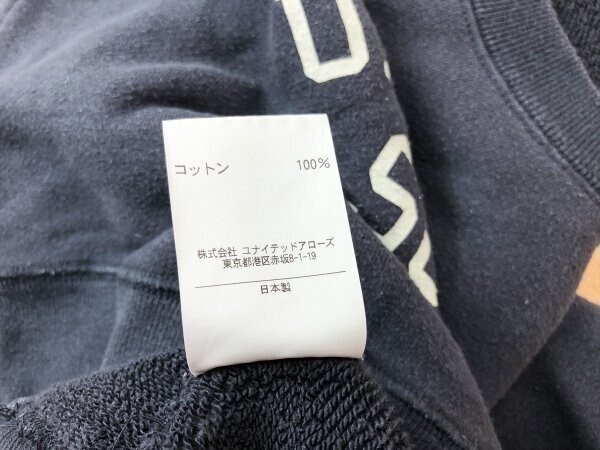 コットン 100%
株式会社 ユナイテッドアローズ
東京都港区赤坂8-1-19
日本製